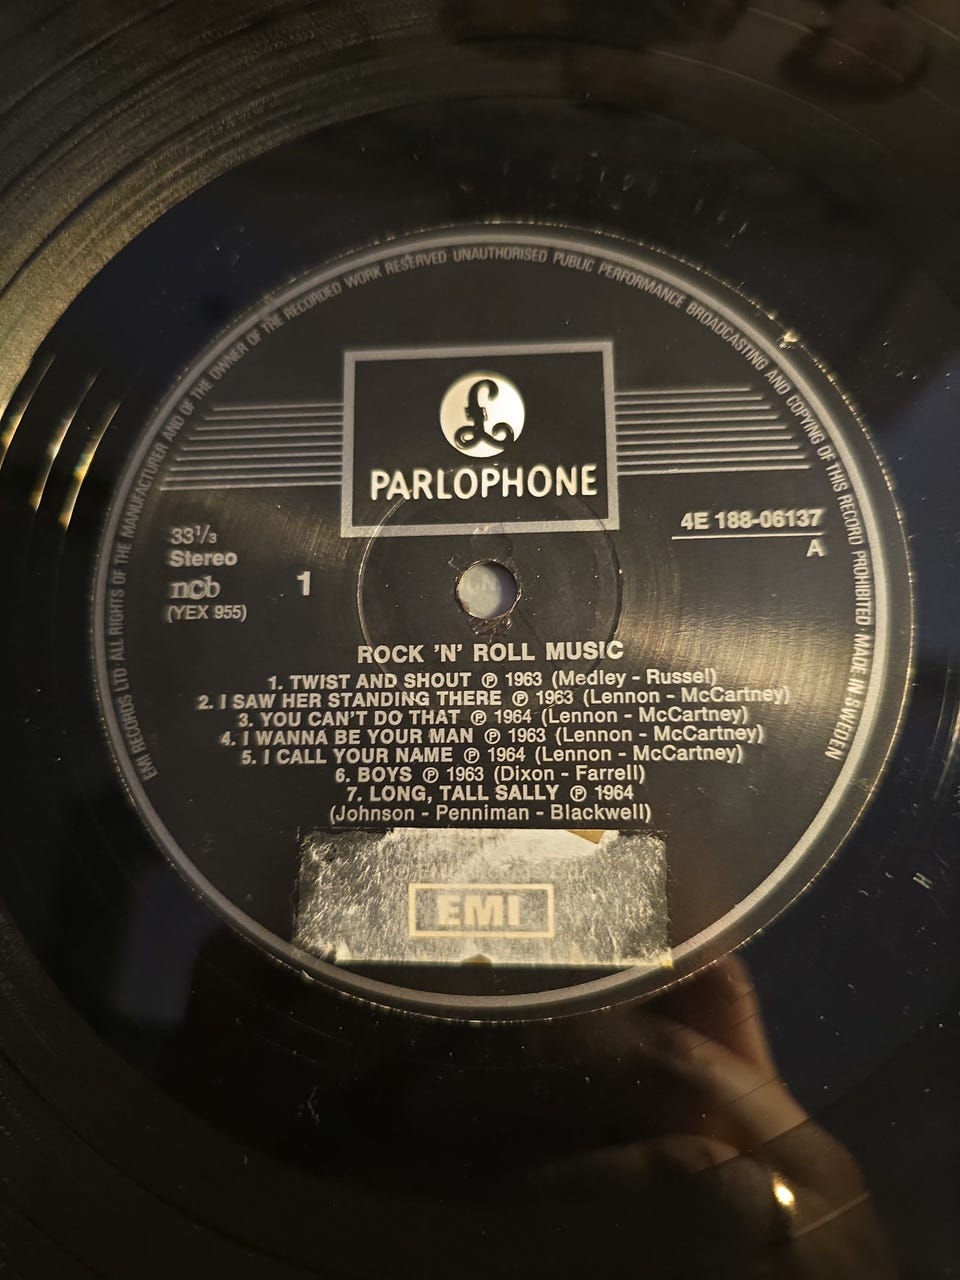 EMI RECORDS LTD ALL RIGHTS OF THE MANUFACTURER AND OF THE OWNER OF THE RECORDED WORK RESERVED UNAUTHORISED PUBLIC PERFORMANCE BROADCASTING AND COPYING OF THIS RECORD PROHIBITED · MADE IN SWEDEN
£
PARLOPHONE
33⅓
Stereo
ncb
(YEX 955)
1
4E 188-06137
A
ROCK 'N' ROLL MUSIC
1. TWIST AND SHOUT ℗ 1963 (Medley - Russel)
2. I SAW HER STANDING THERE ℗ 1963 (Lennon - McCartney)
3. YOU CAN'T DO THAT ℗ 1964 (Lennon - McCartney)
4. I WANNA BE YOUR MAN ℗ 1963 (Lennon - McCartney)
5. I CALL YOUR NAME ℗ 1964 (Lennon - McCartney)
6. BOYS ℗ 1963 (Dixon - Farrell)
7. LONG, TALL SALLY ℗ 1964
(Johnson - Penniman - Blackwell)
EMI